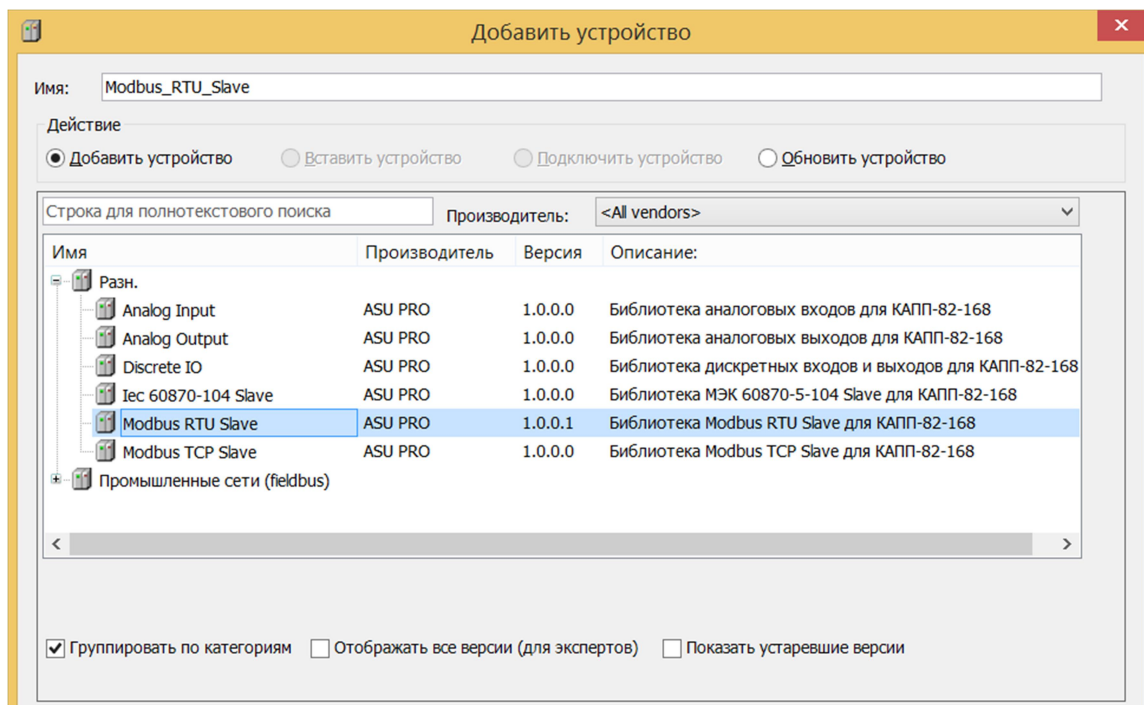 Добавить устройство
Имя: Modbus_RTU_Slave
Действие
Добавить устройство Вставить устройство Подключить устройство Обновить устройство
Строка для полнотекстового поиска Производитель: <All vendors>
Имя Производитель Версия Описание:
Разн.
Analog Input ASU PRO 1.0.0.0 Библиотека аналоговых входов для КАПП-82-168
Analog Output ASU PRO 1.0.0.0 Библиотека аналоговых выходов для КАПП-82-168
Discrete IO ASU PRO 1.0.0.0 Библиотека дискретных входов и выходов для КАПП-82-168
Iec 60870-104 Slave ASU PRO 1.0.0.0 Библиотека МЭК 60870-5-104 Slave для КАПП-82-168
Modbus RTU Slave ASU PRO 1.0.0.1 Библиотека Modbus RTU Slave для КАПП-82-168
Modbus TCP Slave ASU PRO 1.0.0.0 Библиотека Modbus TCP Slave для КАПП-82-168
Промышленные сети (fieldbus)
Группировать по категориям Отображать все версии (для экспертов) Показать устаревшие версии